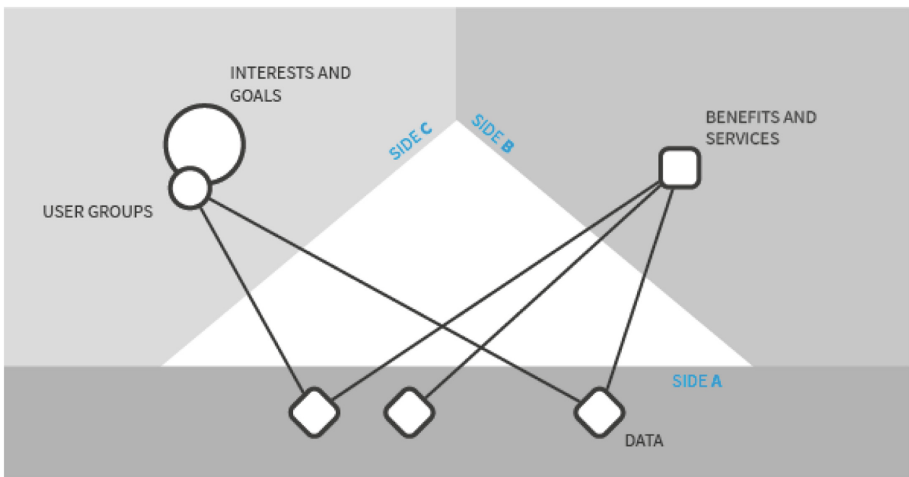 INTERESTS AND
GOALS
BENEFITS AND
SERVICES
SIDE C
SIDE B
USER GROUPS
SIDE A
DATA